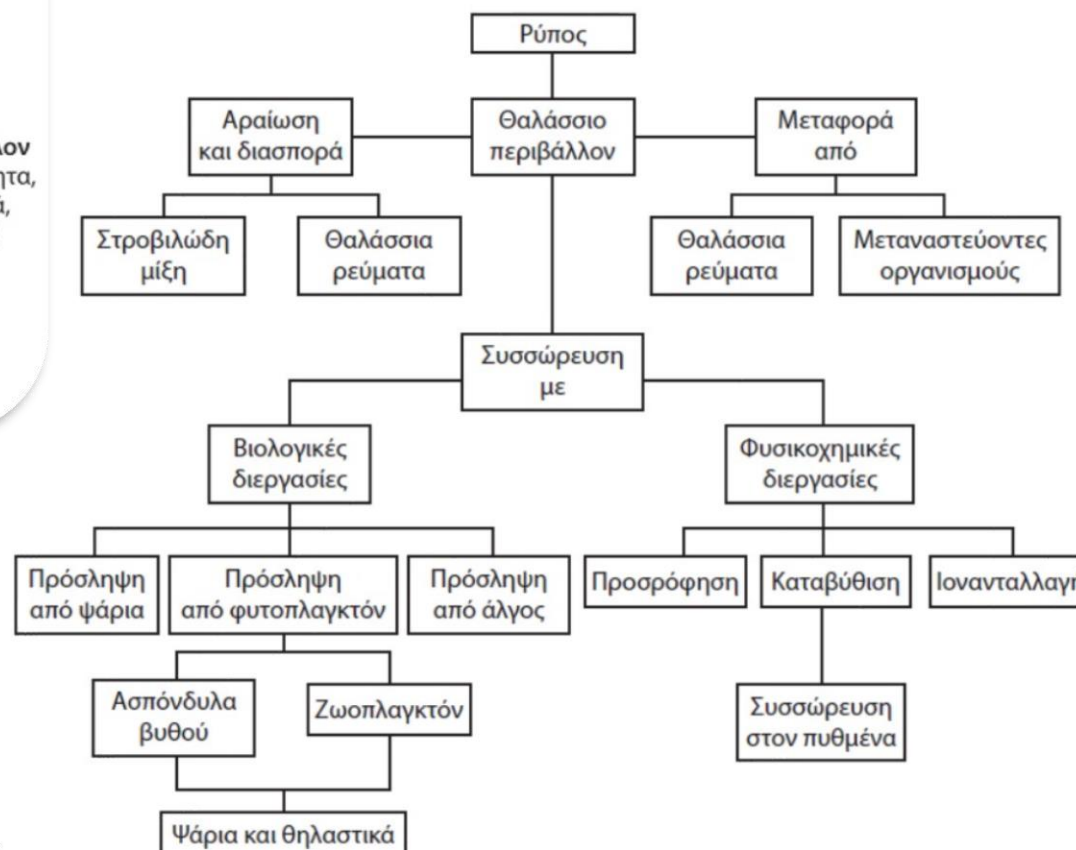 Ρύπος
Αραίωση
και διασπορά
Θαλάσσιο
περιβάλλον
Μεταφορά
από
Στροβιλώδη
μίξη
Θαλάσσια
ρεύματα
Θαλάσσια
ρεύματα
Μεταναστεύοντες
οργανισμούς
Συσσώρευση
με
Βιολογικές
διεργασίες
Φυσικοχημικές
διεργασίες
Πρόσληψη
από ψάρια
Πρόσληψη
από φυτοπλαγκτόν
Πρόσληψη
από άλγος
Προσρόφηση
Καταβύθιση
Ιονανταλλαγή
Ασπόνδυλα
βυθού
Ζωοπλαγκτόν
Συσσώρευση
στον πυθμένα
Ψάρια και θηλαστικά